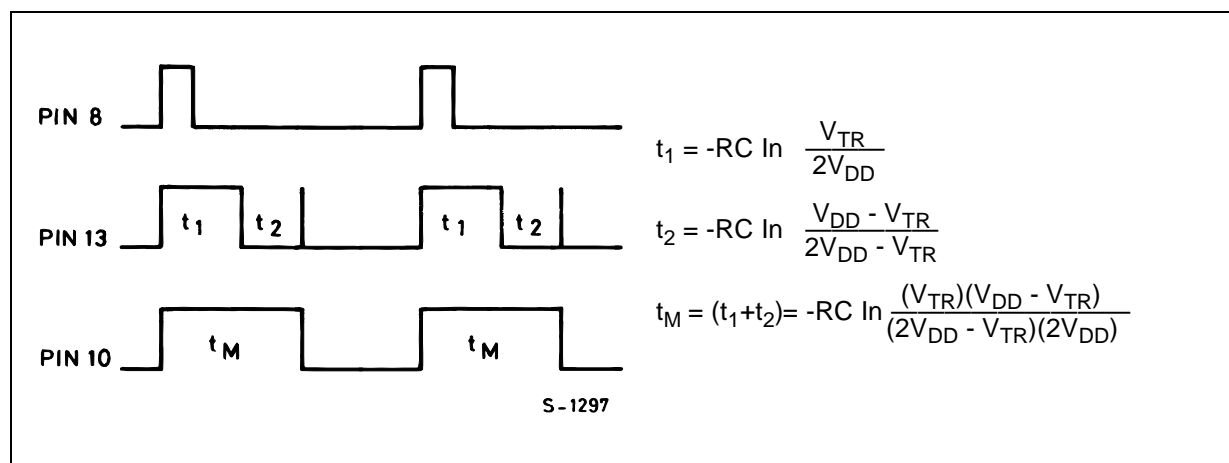 PIN 8
t1 = -RC ln VTR / 2VDD
t1 t2 t1 t2
PIN 13
t2 = -RC ln VDD - VTR / 2VDD - VTR
tM = (t1+t2)= -RC ln (VTR)(VDD - VTR) / (2VDD - VTR)(2VDD)
tM tM
PIN 10
S-1297